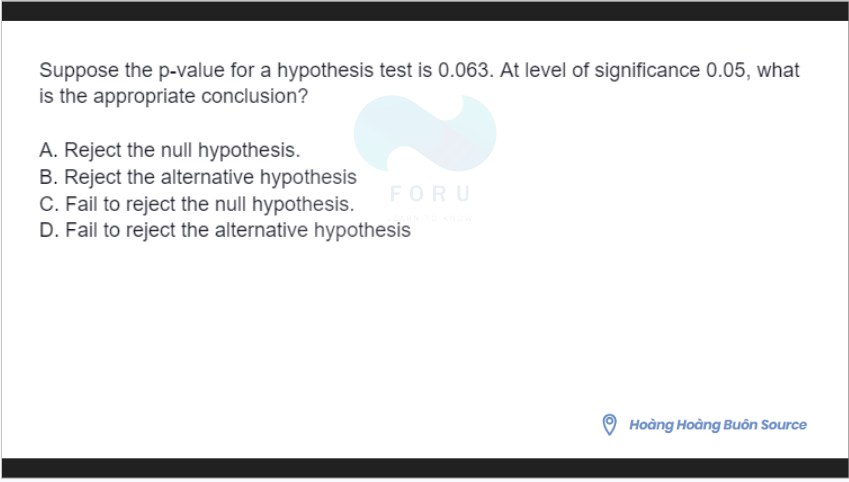 Suppose the p-value for a hypothesis test is 0.063. At level of significance 0.05, what
is the appropriate conclusion?
A. Reject the null hypothesis.
B. Reject the alternative hypothesis
FORU
C. Fail to reject the null hypothesis.
D. Fail to reject the alternative hypothesis
Hoàng Hoàng Buôn Source